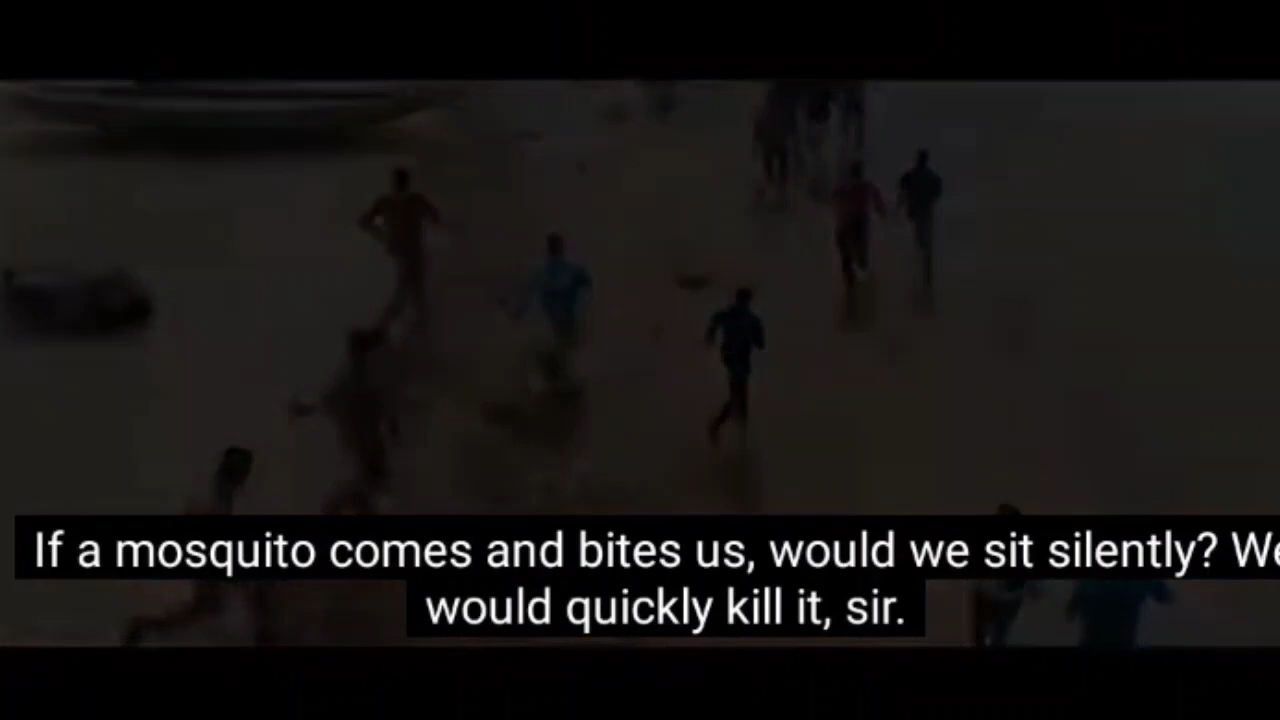 If a mosquito comes and bites us, would we sit silently? We
would quickly kill it, sir.